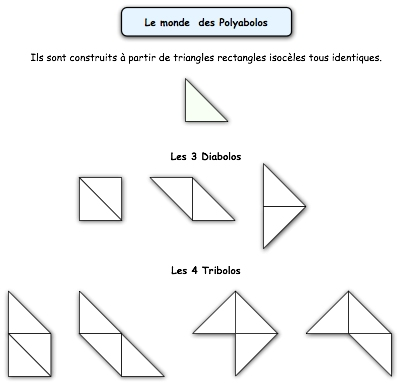 Le monde des Polyabolos
Ils sont construits à partir de triangles rectangles isocèles tous identiques.
Les 3 Diabolos
Les 4 Tribolos